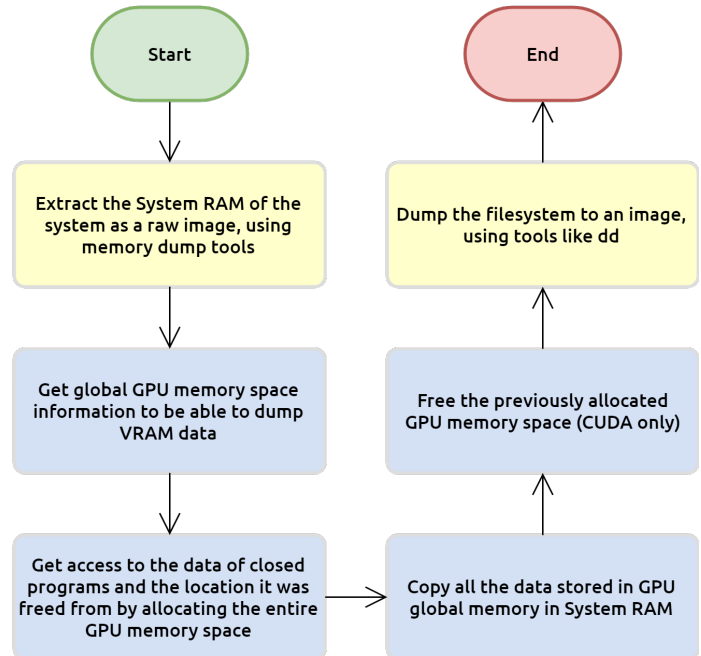 Start
Extract the System RAM of the
system as a raw image, using
memory dump tools
Get global GPU memory space
information to be able to dump
VRAM data
Get access to the data of closed
programs and the location it was
freed from by allocating the entire
GPU memory space
Copy all the data stored in GPU
global memory in System RAM
Free the previously allocated
GPU memory space (CUDA only)
Dump the filesystem to an image,
using tools like dd
End